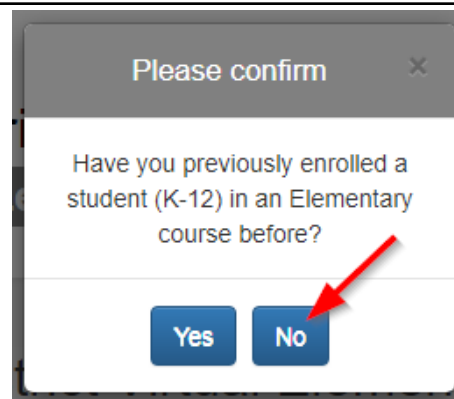 Please confirm ×
Have you previously enrolled a
student (K-12) in an Elementary
course before?
Yes No